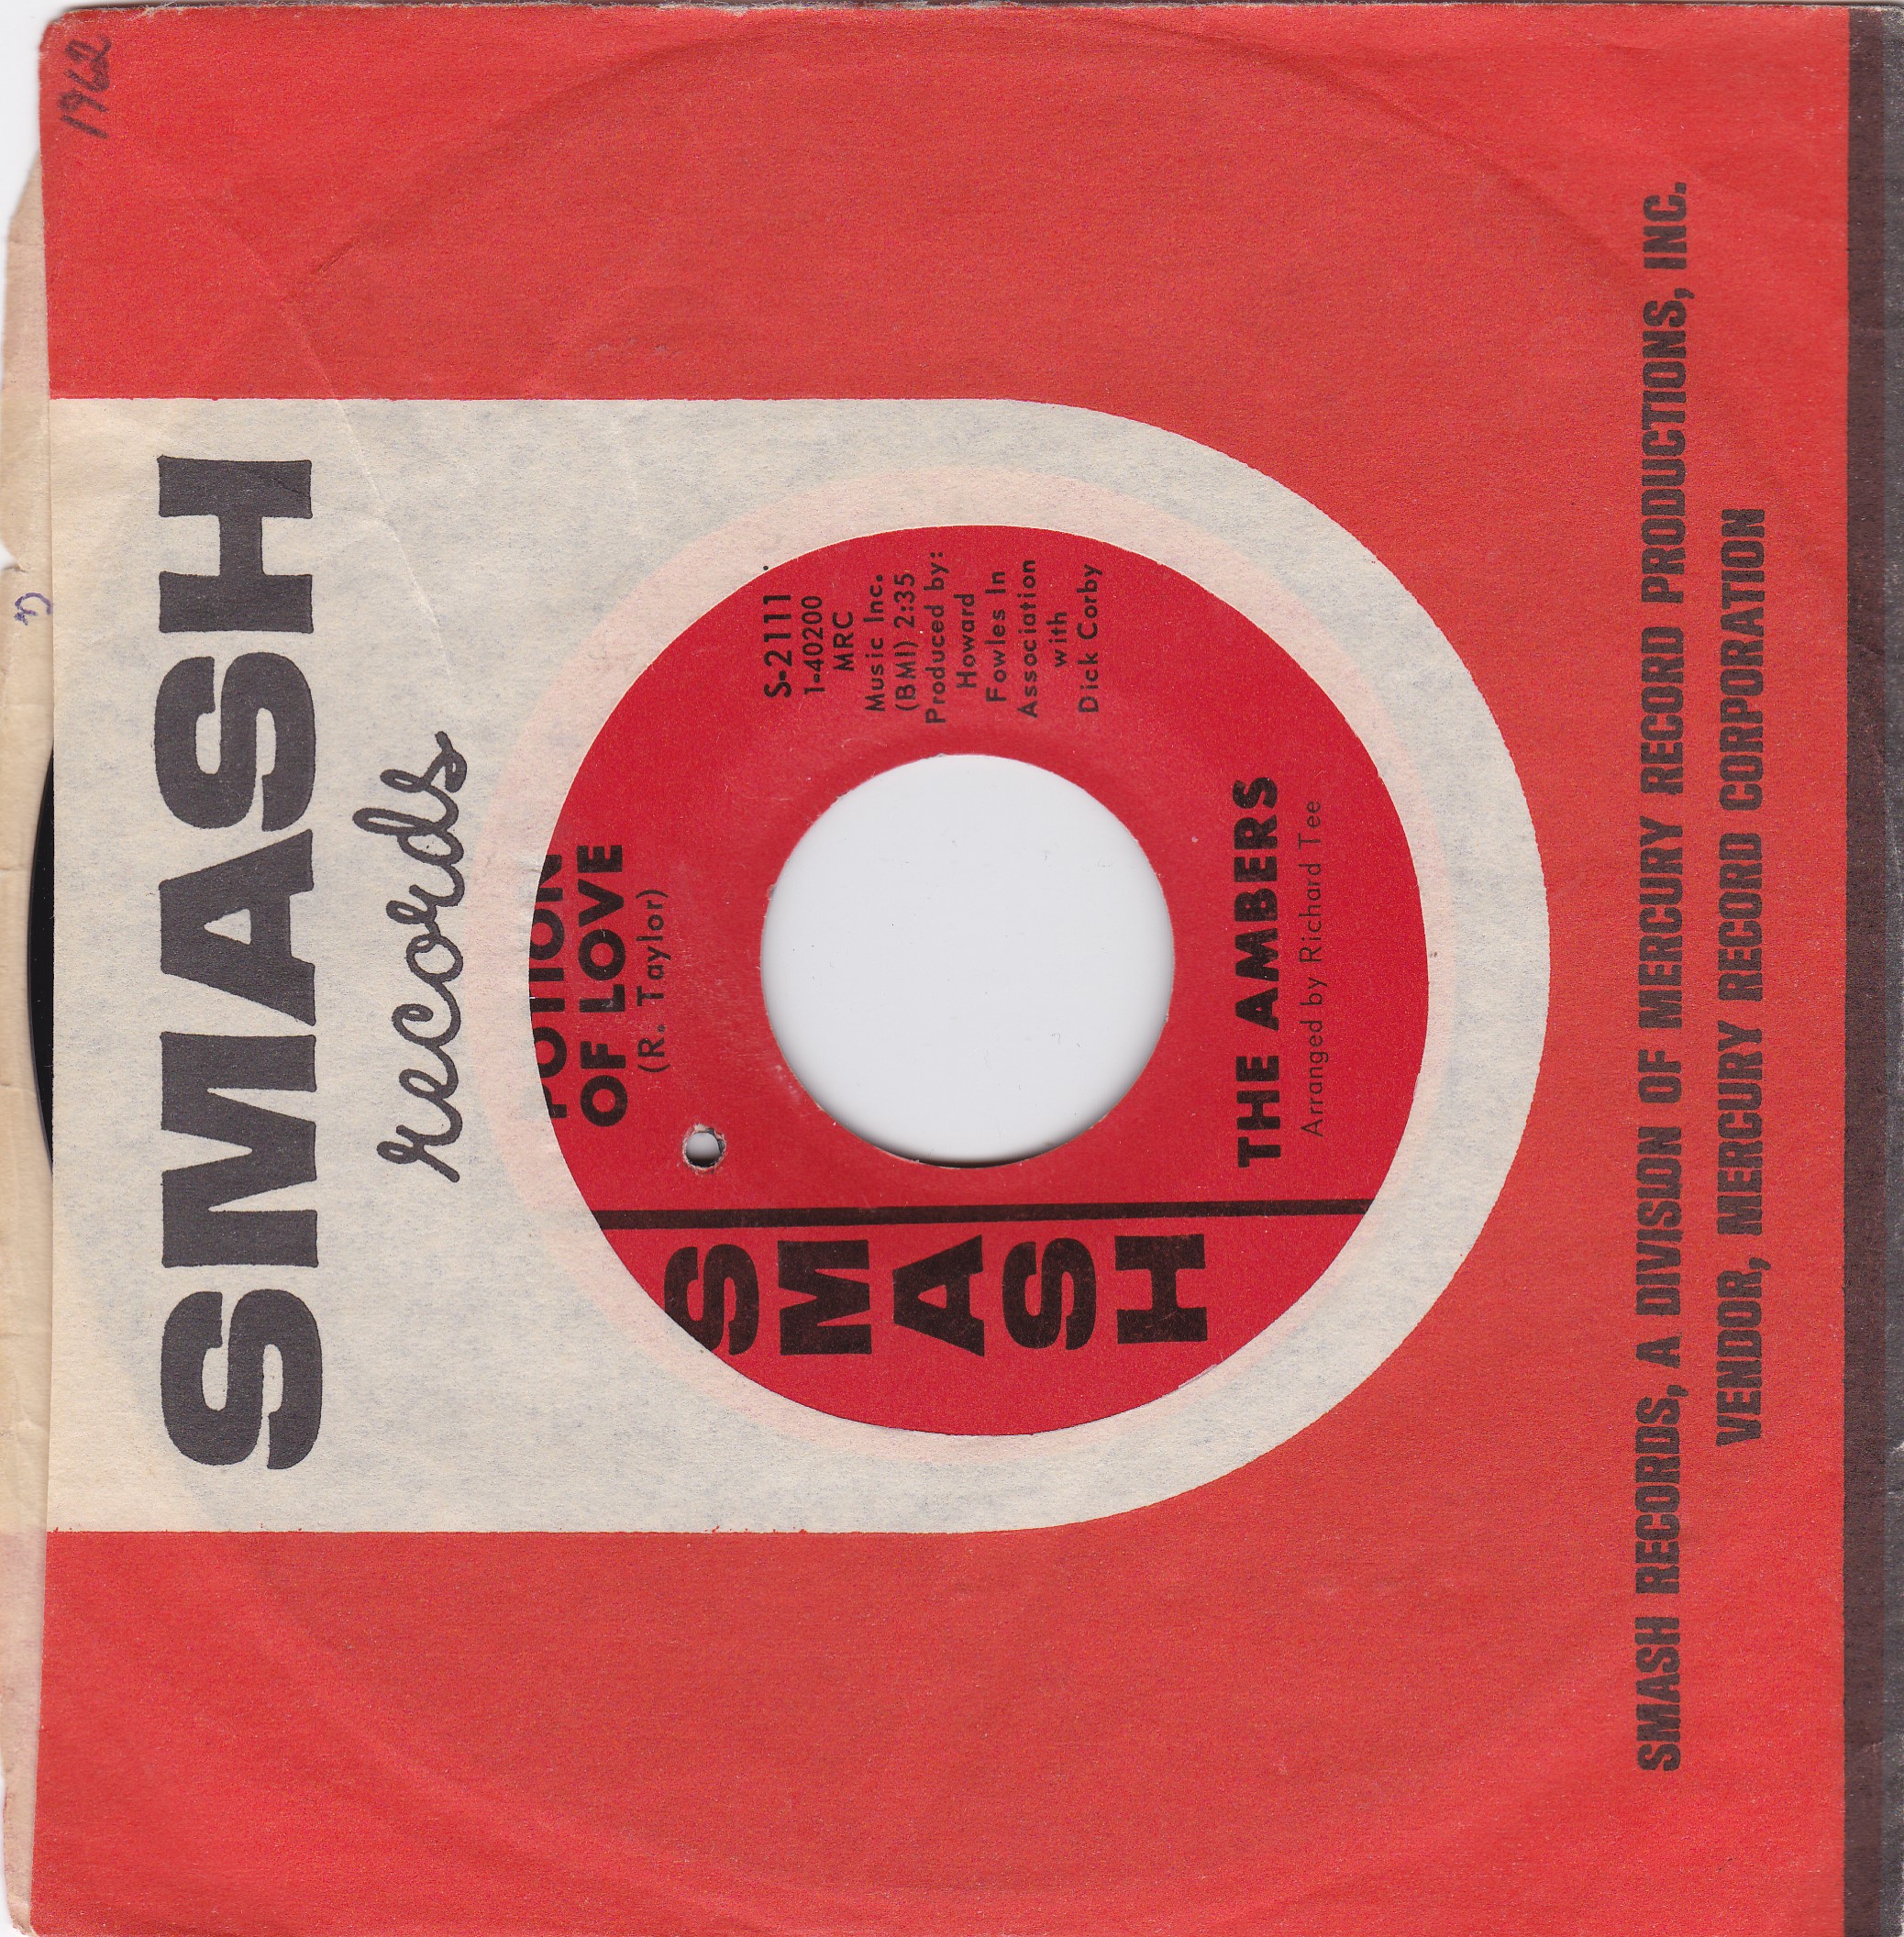 1962
SMASH
records
POTION
OF LOVE
(R. Taylor)
S-2111
1-40200
MRC
Music Inc.
(BMI) 2:35
Produced by:
Howard
Fowles In
Association
with
Dick Corby
SMASH
THE AMBERS
Arranged by Richard Tee
SMASH RECORDS, A DIVISION OF MERCURY RECORD PRODUCTIONS, INC.
VENDOR, MERCURY RECORD CORPORATION